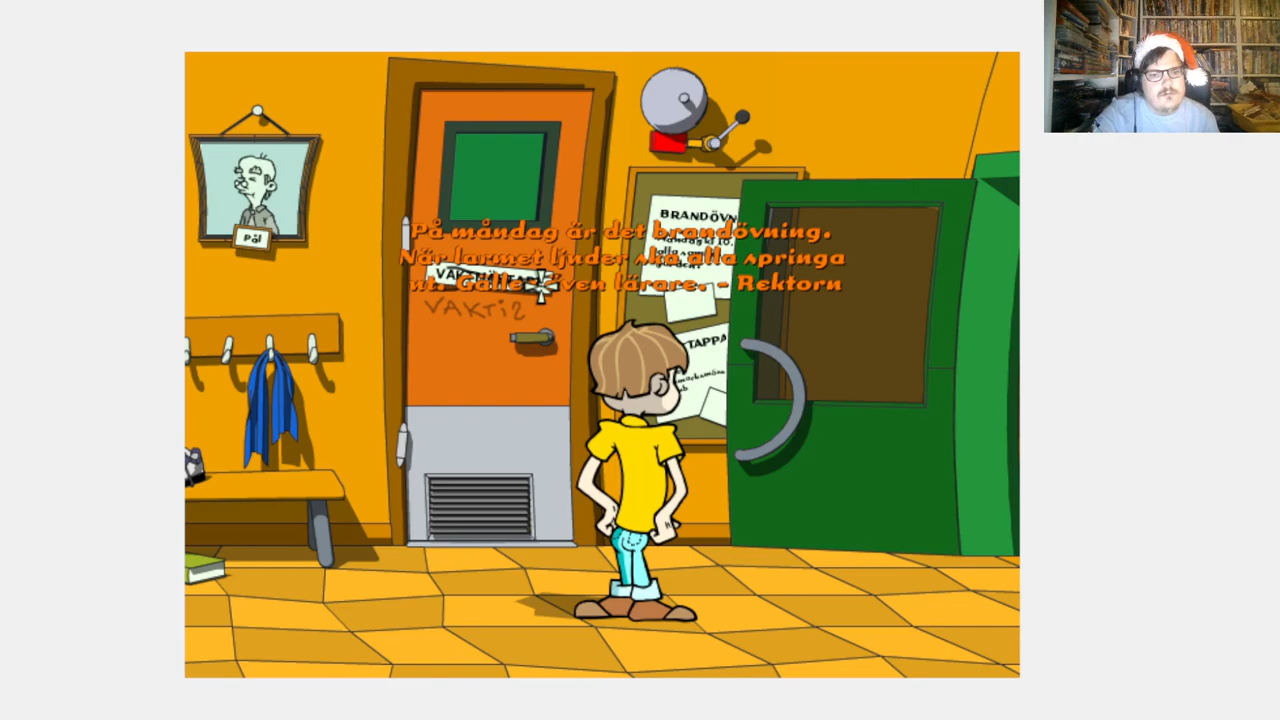 Pål
På måndag är det brandövning.
När larmet ljuder ska alla springa
ut. Gäller även lärare. - Rektorn
BRANDÖVN
TAPPA